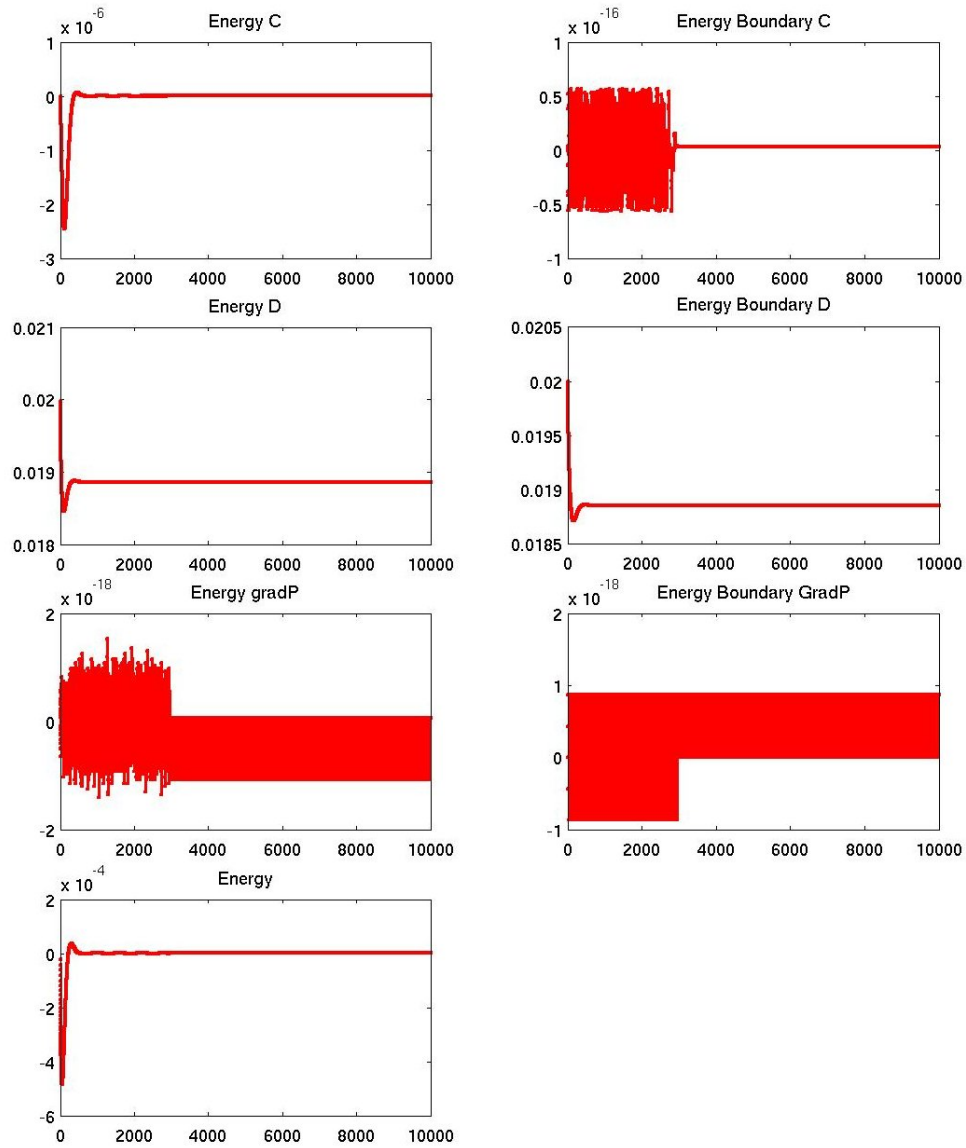 Energy C
x 10^-6
1
0
-1
-2
-3
0 2000 4000 6000 8000 10000
Energy Boundary C
x 10^-16
1
0.5
0
-0.5
-1
0 2000 4000 6000 8000 10000
Energy D
0.021
0.02
0.019
0.018
0 2000 4000 6000 8000 10000
Energy Boundary D
0.0205
0.02
0.0195
0.019
0.0185
0 2000 4000 6000 8000 10000
Energy gradP
x 10^-18
2
0
-2
0 2000 4000 6000 8000 10000
Energy Boundary GradP
x 10^-18
2
1
0
-1
0 2000 4000 6000 8000 10000
Energy
x 10^-4
2
0
-2
-4
-6
0 2000 4000 6000 8000 10000